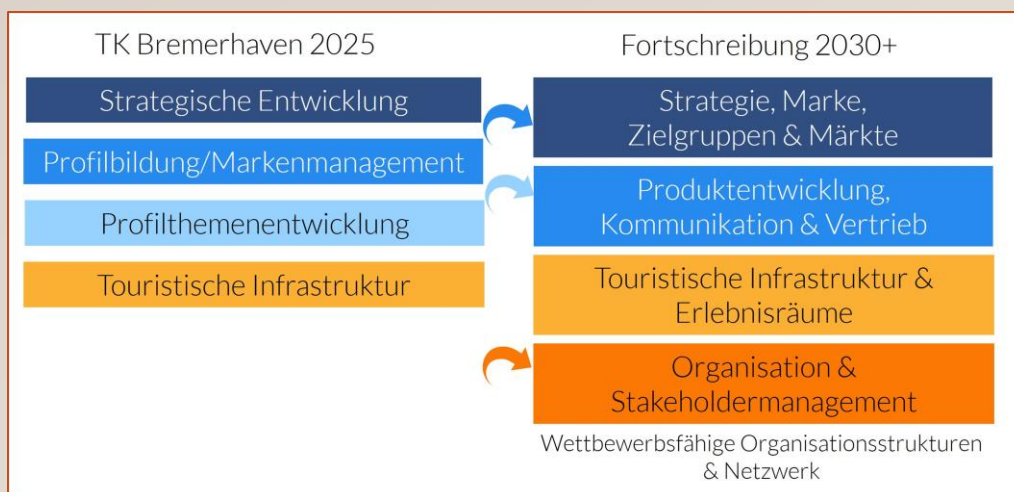 TK Bremerhaven 2025
Strategische Entwicklung
Profilbildung/Markenmanagement
Profilthemenentwicklung
Touristische Infrastruktur
Fortschreibung 2030+
Strategie, Marke,
Zielgruppen & Märkte
Produktentwicklung,
Kommunikation & Vertrieb
Touristische Infrastruktur &
Erlebnisräume
Organisation &
Stakeholdermanagement
Wettbewerbsfähige Organisationsstrukturen
& Netzwerk